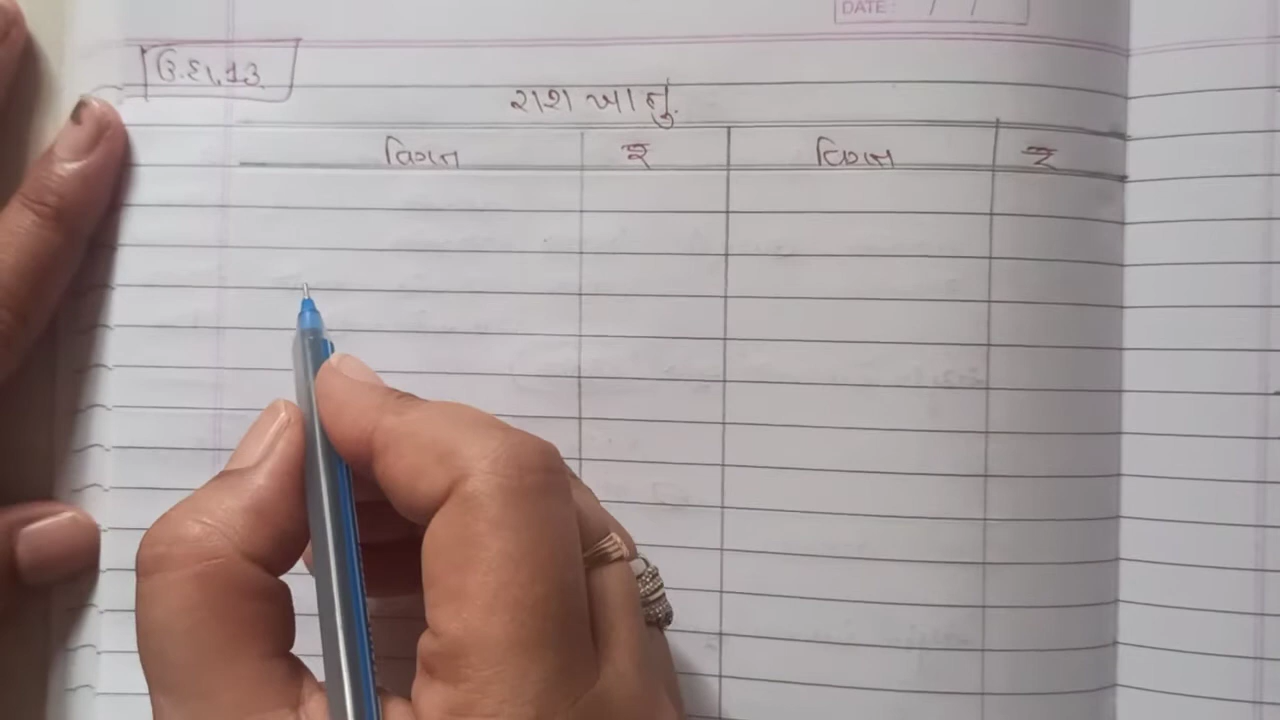 DATE : / /
ઉ.દા.13.
રાશ ખાનું.
વિગત ₹ વિગત ₹